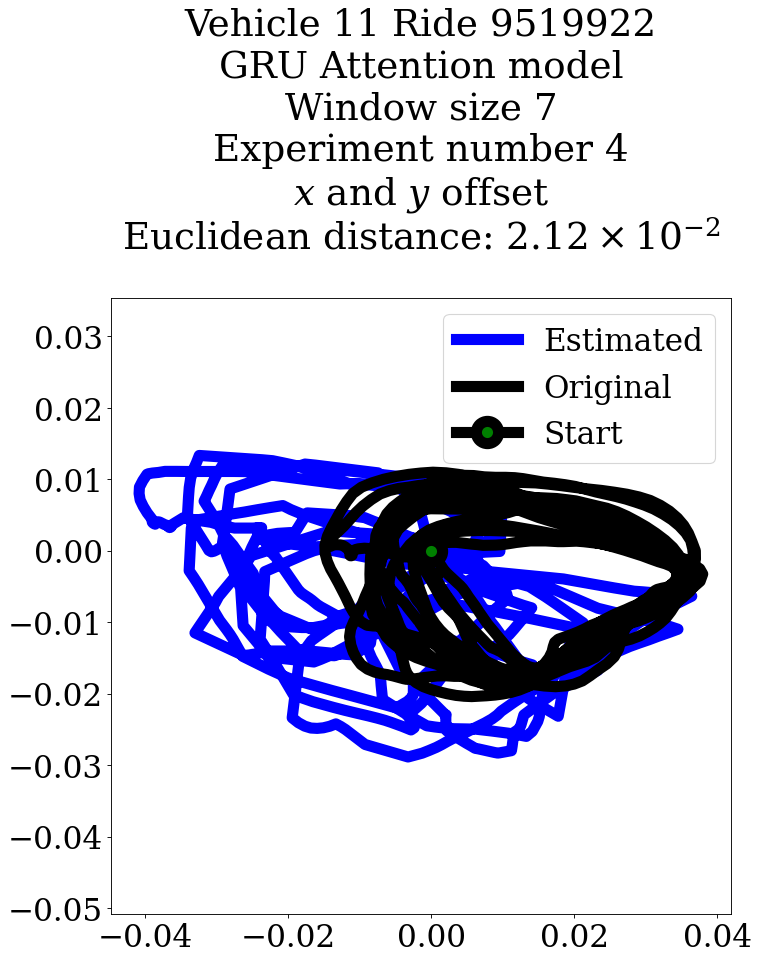 Vehicle 11 Ride 9519922
GRU Attention model
Window size 7
Experiment number 4
x and y offset
Euclidean distance: 2.12 × 10⁻²
Estimated
Original
Start
0.03
0.02
0.01
0.00
−0.01
−0.02
−0.03
−0.04
−0.05
−0.04 −0.02 0.00 0.02 0.04